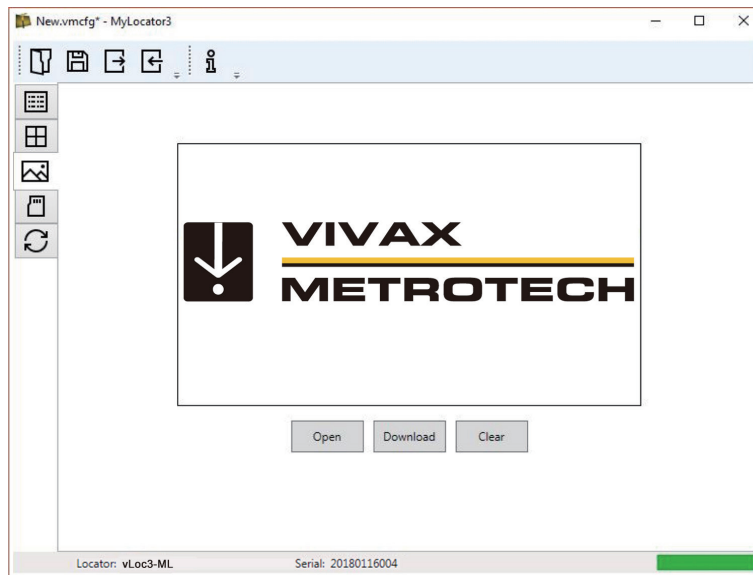 New.vmcfg* - MyLocator3
VIVAX
METROTECH
Open Download Clear
Locator: vLoc3-ML Serial: 20180116004